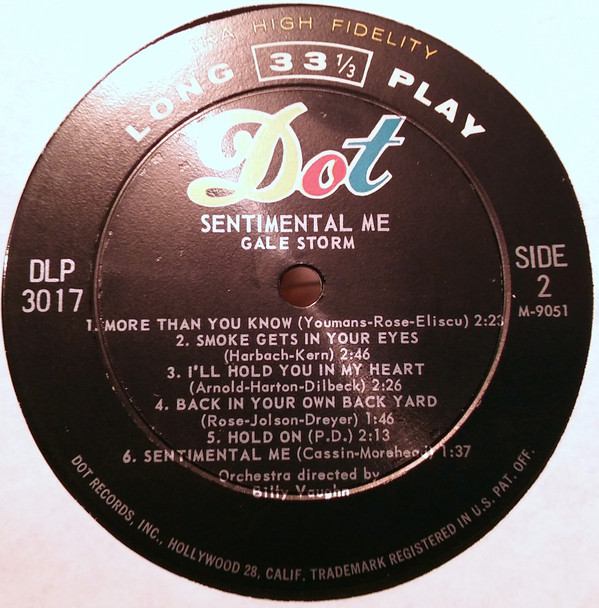 ULTRA HIGH FIDELITY
LONG 33 1/3 PLAY
Dot
SENTIMENTAL ME
GALE STORM
DLP
3017
SIDE
2
M-9051
1. MORE THAN YOU KNOW (Youmans-Rose-Eliscu) 2:23
2. SMOKE GETS IN YOUR EYES
(Harbach-Kern) 2:46
3. I'LL HOLD YOU IN MY HEART
(Arnold-Harton-Dilbeck) 2:26
4. BACK IN YOUR OWN BACK YARD
(Rose-Jolson-Dreyer) 1:46
5. HOLD ON (P.D.) 2:13
6. SENTIMENTAL ME (Cassin-Morehead) 1:37
Orchestra directed by
Billy Vaughn
DOT RECORDS, INC., HOLLYWOOD 28, CALIF. TRADEMARK REGISTERED IN U.S. PAT. OFF.